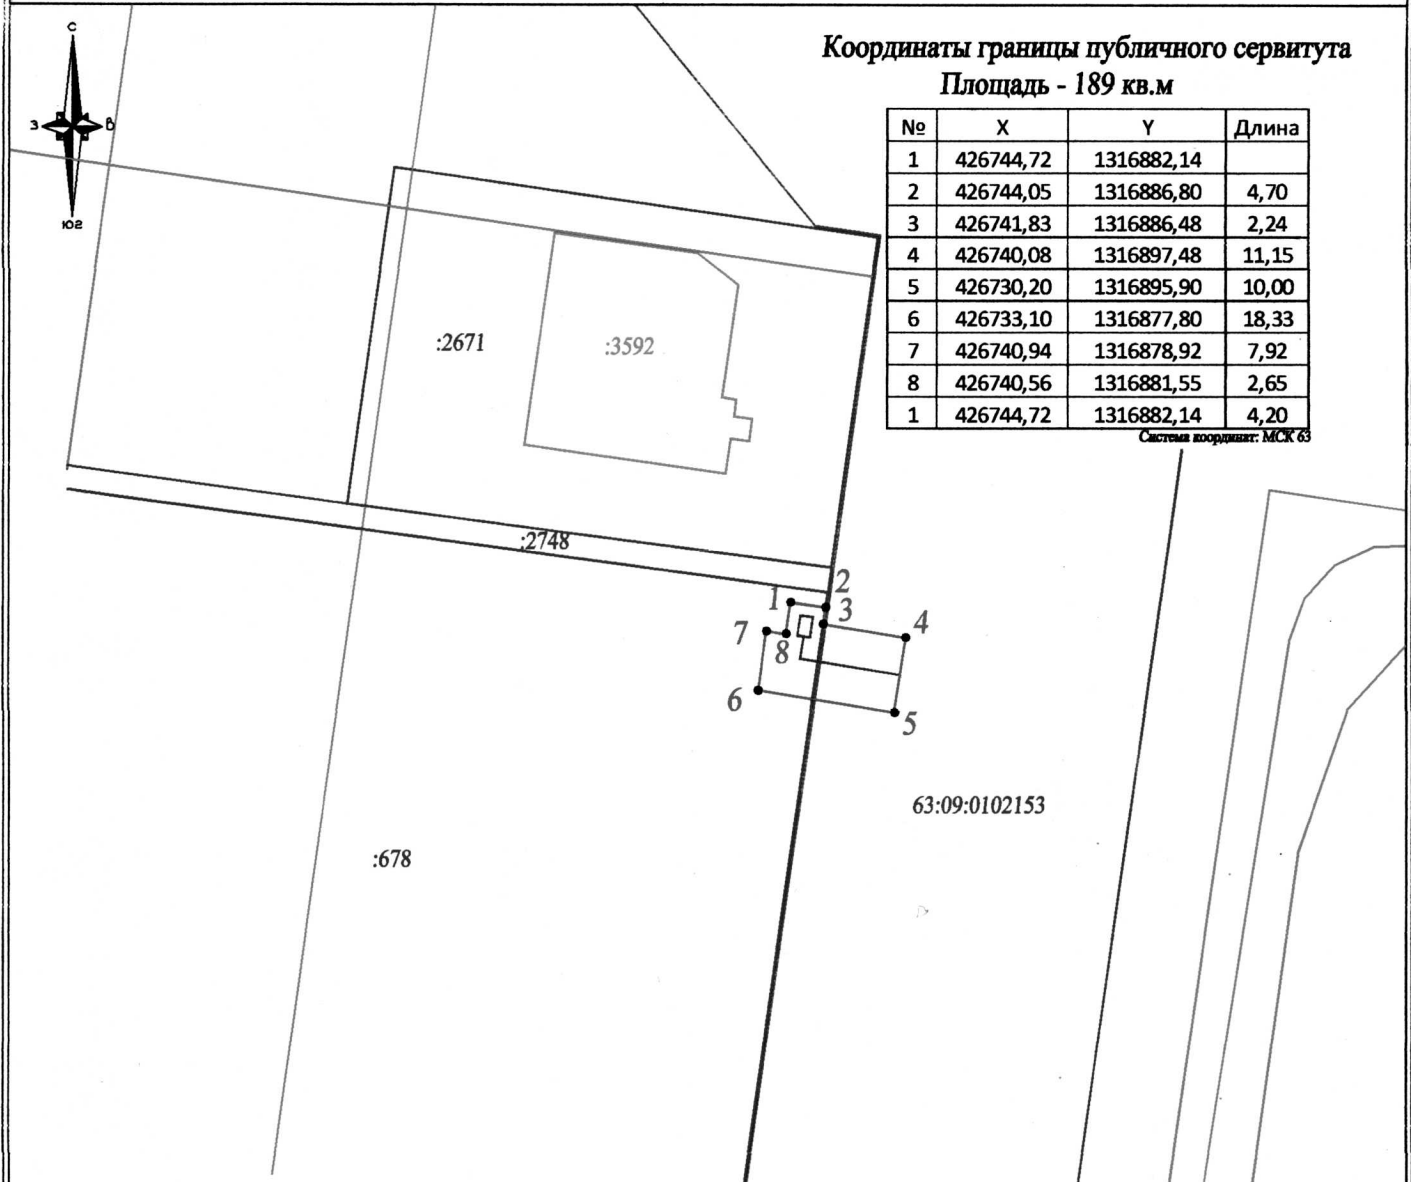 с
з в
юг
Координаты границы публичного сервитута
Площадь - 189 кв.м
№ X Y Длина
1 426744,72 1316882,14
2 426744,05 1316886,80 4,70
3 426741,83 1316886,48 2,24
4 426740,08 1316897,48 11,15
5 426730,20 1316895,90 10,00
6 426733,10 1316877,80 18,33
7 426740,94 1316878,92 7,92
8 426740,56 1316881,55 2,65
1 426744,72 1316882,14 4,20
Система координат: МСК 63
:2671
:3592
:2748
2
1
3
4
7
8
6
5
63:09:0102153
:678